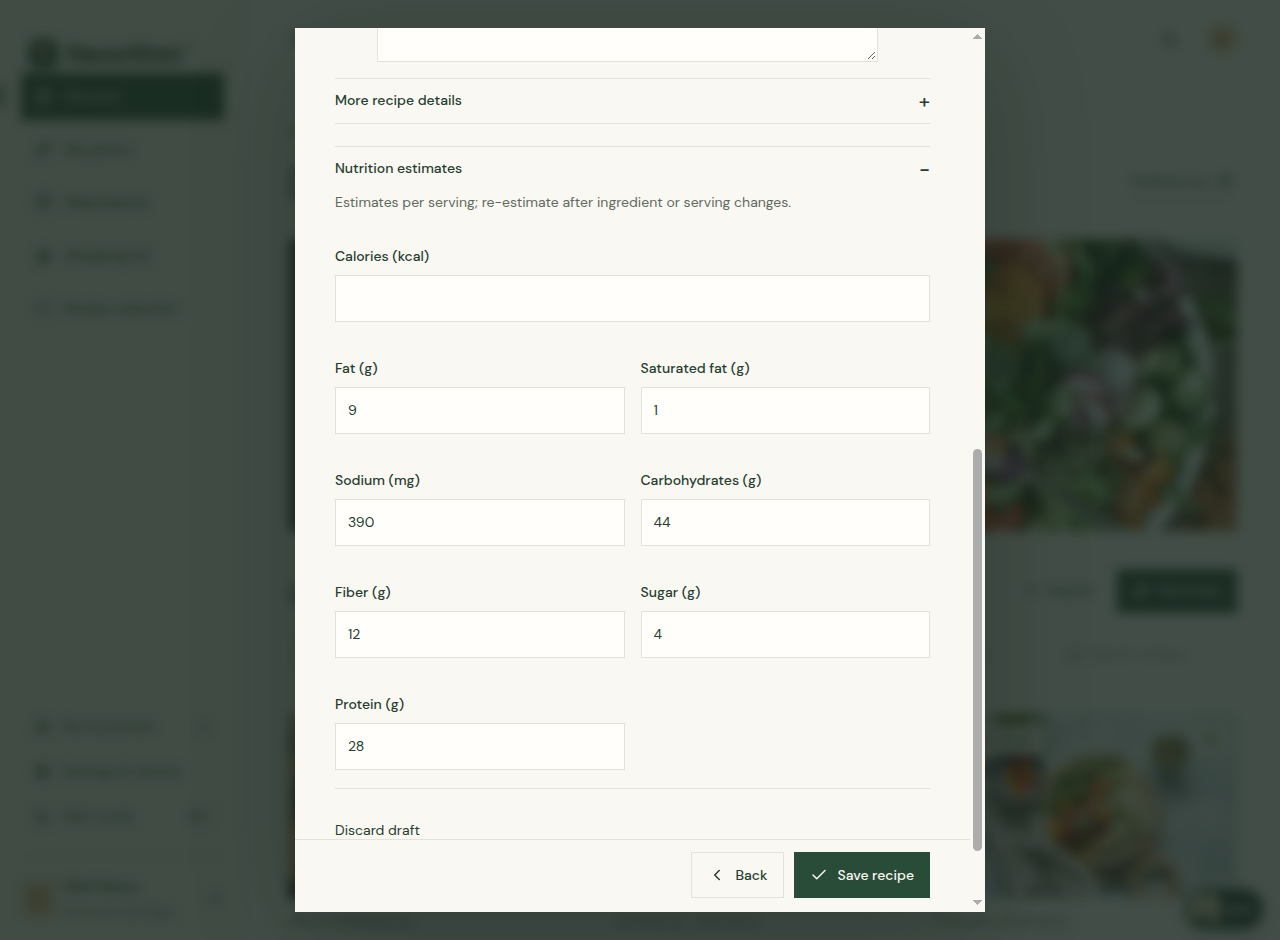 More recipe details
+
Nutrition estimates
−
Estimates per serving; re-estimate after ingredient or serving changes.
Calories (kcal)
Fat (g)
Saturated fat (g)
9
1
Sodium (mg)
Carbohydrates (g)
390
44
Fiber (g)
Sugar (g)
12
4
Protein (g)
28
Discard draft
Back
Save recipe